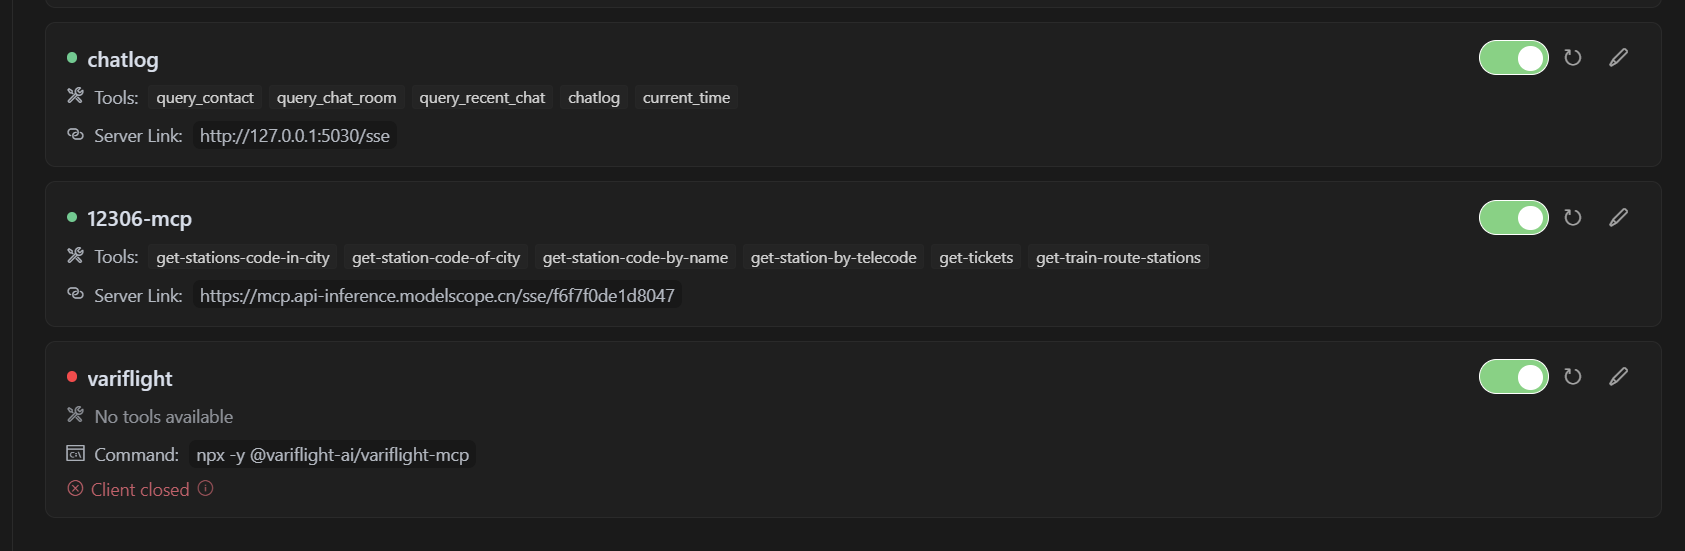 chatlog
Tools: query_contact query_chat_room query_recent_chat chatlog current_time
Server Link: http://127.0.0.1:5030/sse
12306-mcp
Tools: get-stations-code-in-city get-station-code-of-city get-station-code-by-name get-station-by-telecode get-tickets get-train-route-stations
Server Link: https://mcp.api-inference.modelscope.cn/sse/f6f7f0de1d8047
variflight
No tools available
Command: npx -y @variflight-ai/variflight-mcp
Client closed